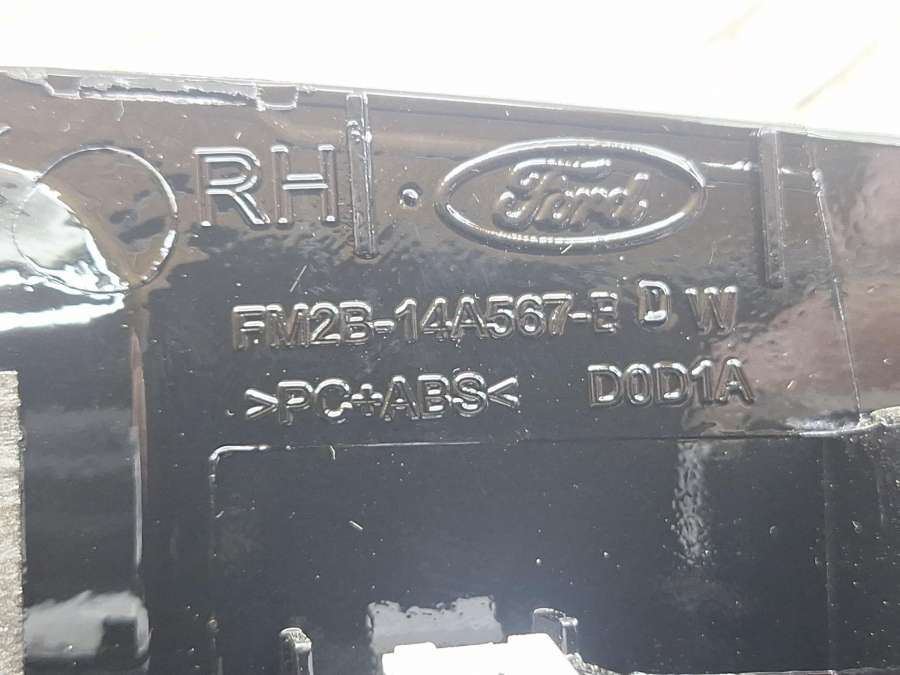 RH Ford
FM2B-14A567-B D W
>PC+ABS< D0D1A